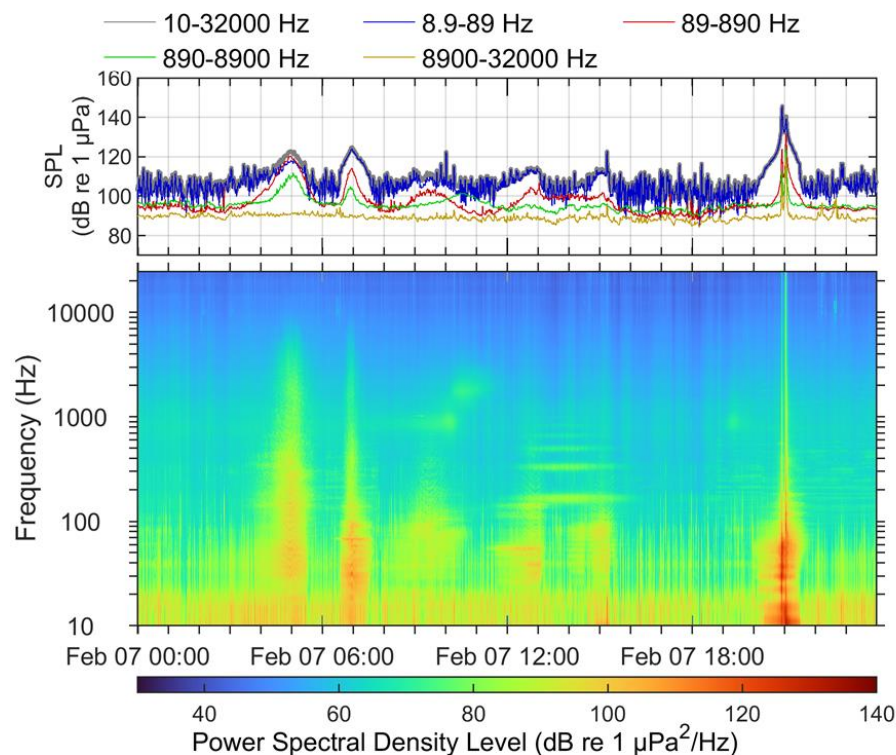 10-32000 Hz 8.9-89 Hz 89-890 Hz
890-8900 Hz 8900-32000 Hz
160
140
120
100
80
SPL
(dB re 1 µPa)
10000
1000
100
10
Frequency (Hz)
Feb 07 00:00 Feb 07 06:00 Feb 07 12:00 Feb 07 18:00
40 60 80 100 120 140
Power Spectral Density Level (dB re 1 µPa²/Hz)